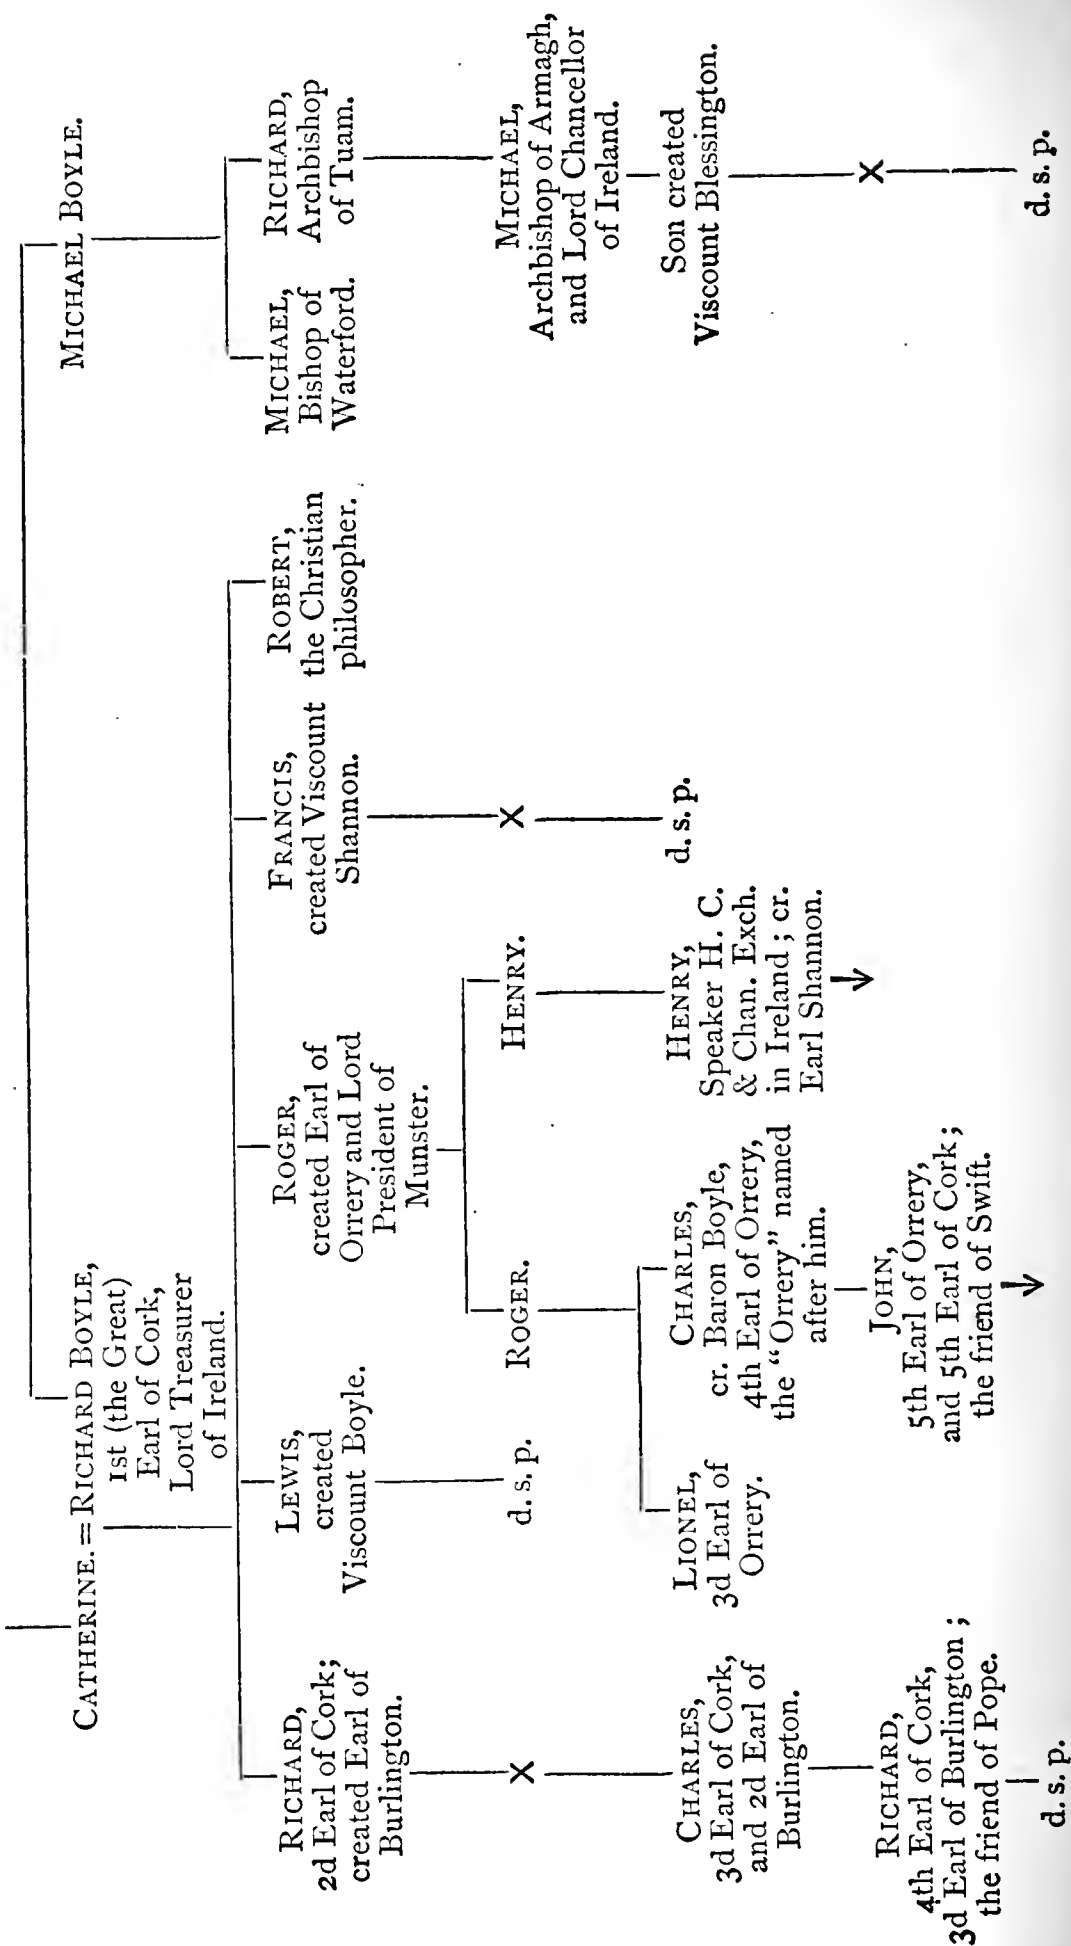 CATHERINE. = RICHARD BOYLE,
1st (the Great)
Earl of Cork,
Lord Treasurer
of Ireland.
MICHAEL BOYLE.
RICHARD,
2d Earl of Cork;
created Earl of
Burlington.
LEWIS,
created
Viscount Boyle.
ROGER,
created Earl of
Orrery and Lord
President of
Munster.
FRANCIS,
created Viscount
Shannon.
ROBERT,
the Christian
philosopher.
MICHAEL,
Bishop of
Waterford.
RICHARD,
Archbishop
of Tuam.
X
d. s. p.
ROGER.
HENRY.
X
MICHAEL,
Archbishop of Armagh,
and Lord Chancellor
of Ireland.
CHARLES,
3d Earl of Cork,
and 2d Earl of
Burlington.
LIONEL,
3d Earl of
Orrery.
CHARLES,
cr. Baron Boyle,
4th Earl of Orrery,
the “Orrery” named
after him.
HENRY,
Speaker H. C.
& Chan. Exch.
in Ireland; cr.
Earl Shannon.
d. s. p.
Son created
Viscount Blessington.
RICHARD,
4th Earl of Cork,
3d Earl of Burlington;
the friend of Pope.
JOHN,
5th Earl of Orrery,
and 5th Earl of Cork;
the friend of Swift.
X
d. s. p.
d. s. p.